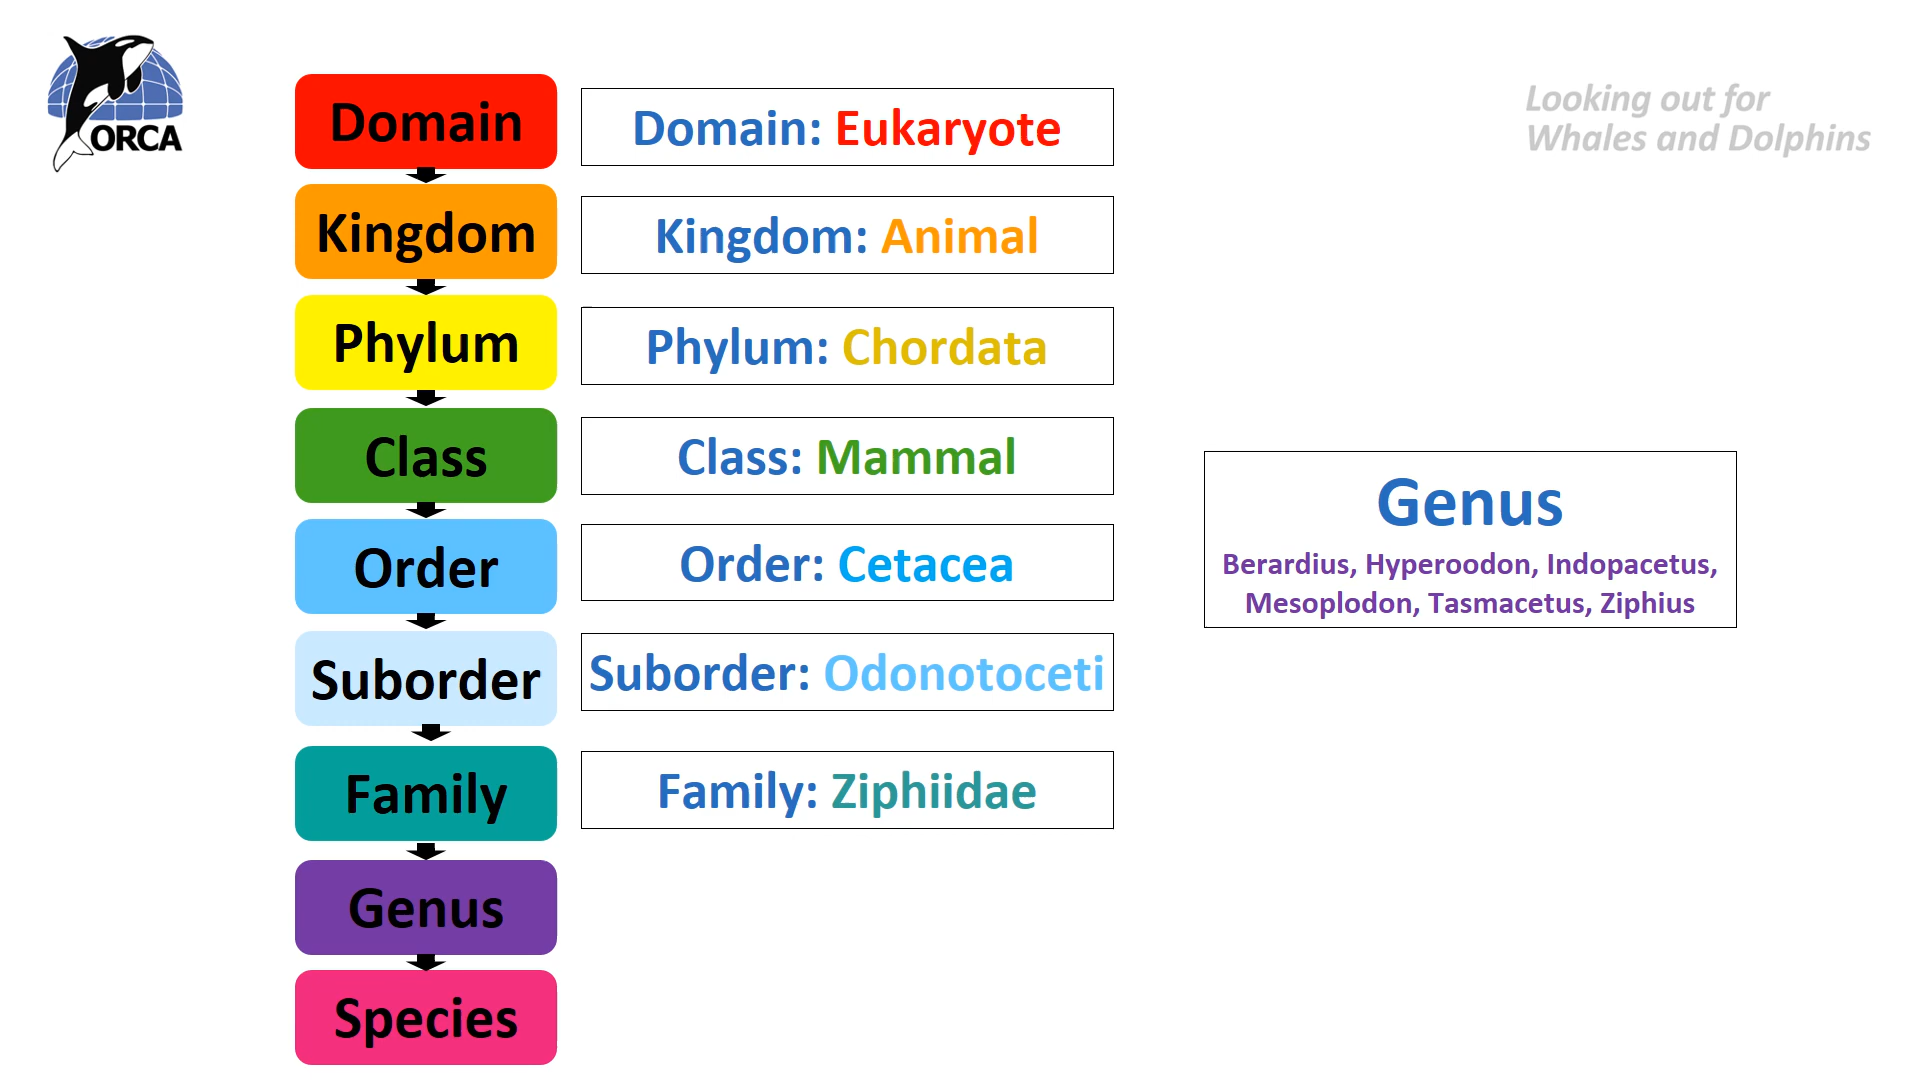 ORCA
Looking out for
Whales and Dolphins
Domain
Domain: Eukaryote
Kingdom
Kingdom: Animal
Phylum
Phylum: Chordata
Class
Class: Mammal
Order
Order: Cetacea
Suborder
Suborder: Odonotoceti
Family
Family: Ziphiidae
Genus
Species
Genus
Berardius, Hyperoodon, Indopacetus,
Mesoplodon, Tasmacetus, Ziphius